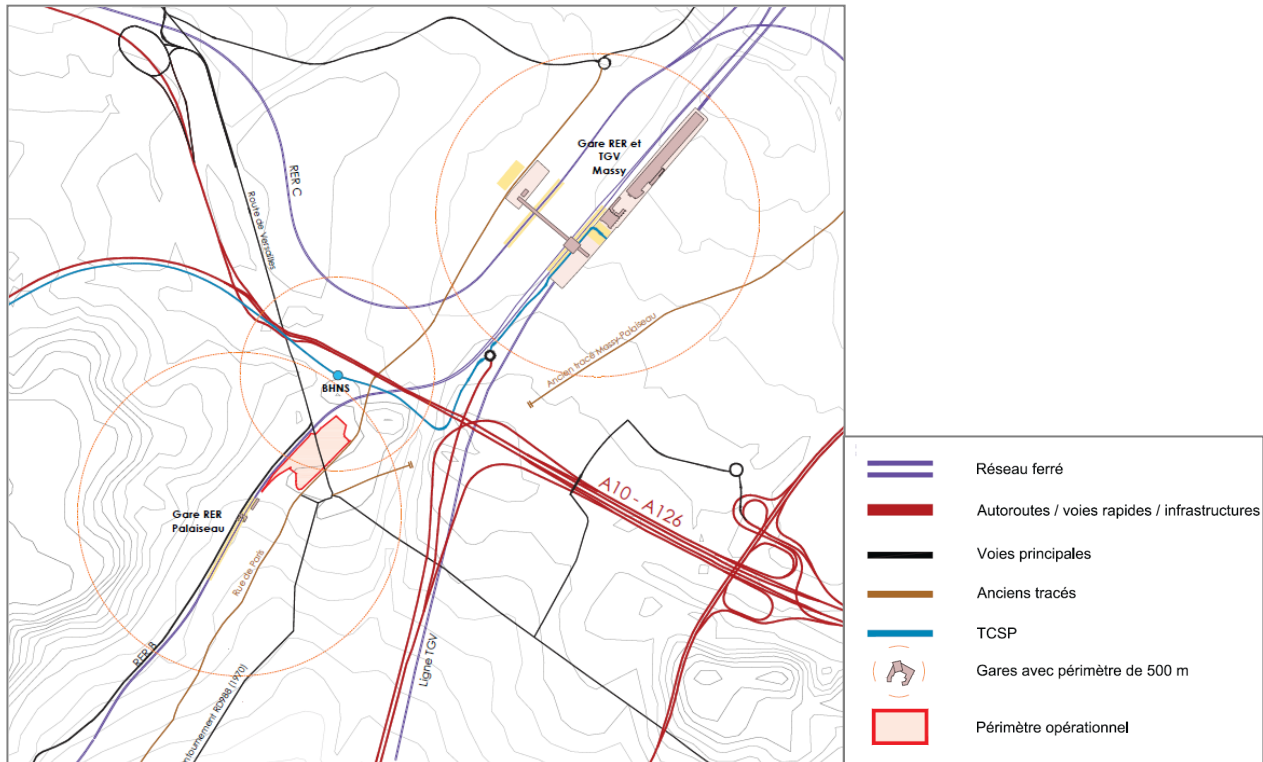 Gare RER et
TGV
Massy
RER C
Route de Versailles
Ancien tracé Massy-Palaiseau
BHNS
A10 - A126
Gare RER
Palaiseau
Rue de Paris
RER B
Ligne TGV
ntournement RD988 (1970)
Réseau ferré
Autoroutes / voies rapides / infrastructures
Voies principales
Anciens tracés
TCSP
Gares avec périmètre de 500 m
Périmètre opérationnel